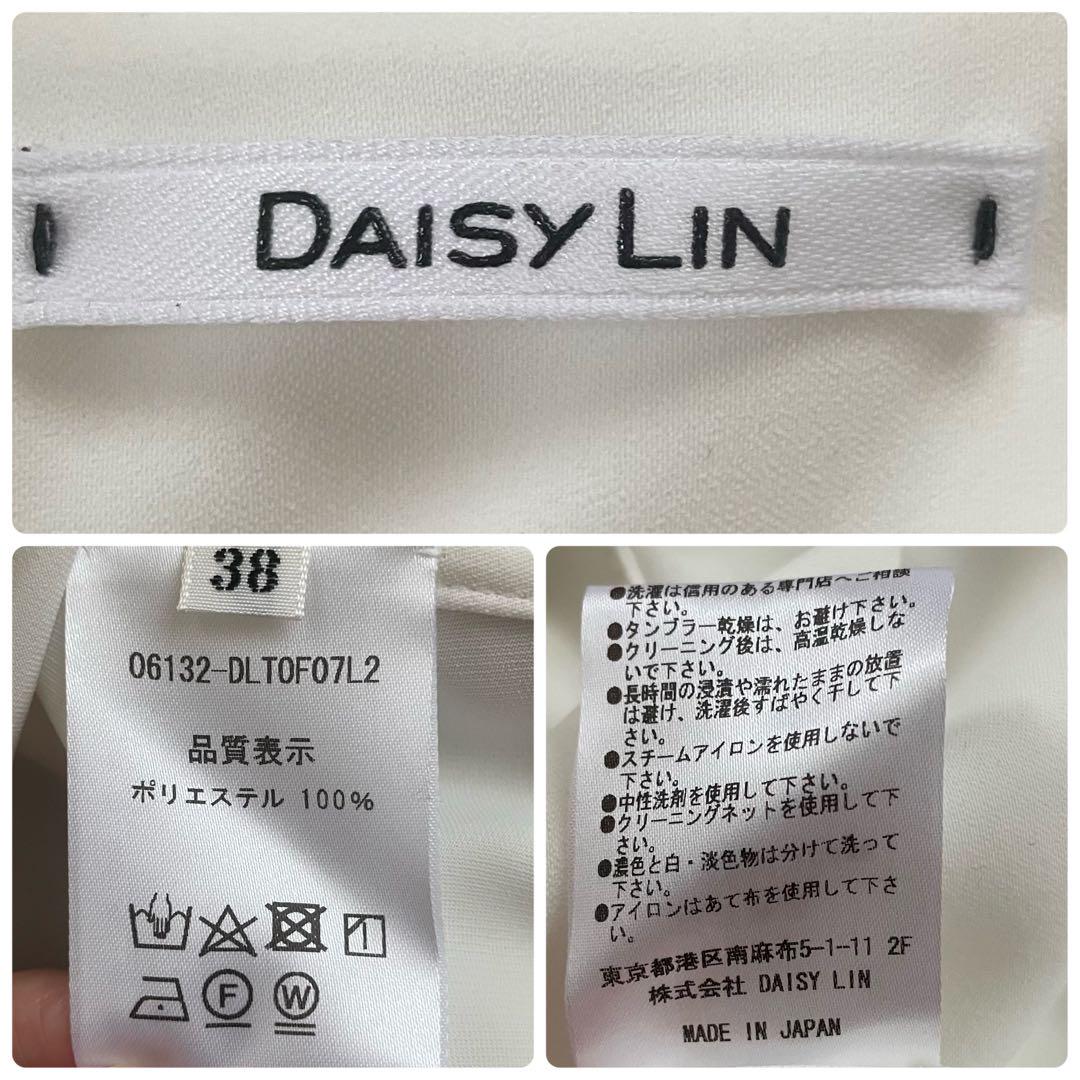 DAISY LIN
38
06132-DLT0F07L2
品質表示
ポリエステル 100%
F W
●洗濯は信用のある専門店へご相談
下さい。
●タンブラー乾燥は、お避け下さい。
●クリーニング後は、高温乾燥しな
いで下さい。
●長時間の浸漬や濡れたままの放置
は避け、洗濯後すばやく干して下
さい。
●スチームアイロンを使用しないで
下さい。
●中性洗剤を使用して下さい。
●クリーニングネットを使用して下
さい。
●濃色と白・淡色物は分けて洗って
下さい。
●アイロンはあて布を使用して下さ
い。
東京都港区南麻布5-1-11 2F
株式会社 DAISY LIN
MADE IN JAPAN